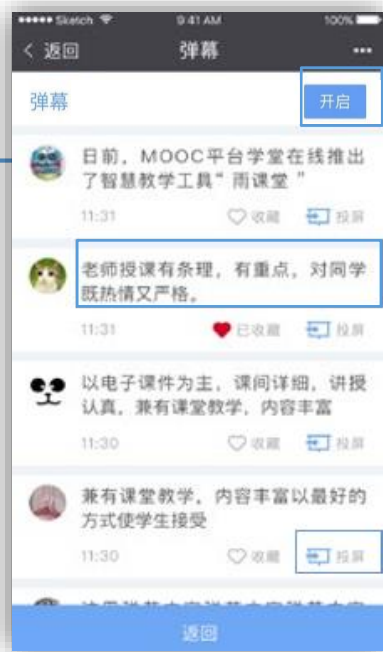 Sketch 9:41 AM 100%
返回 弹幕
弹幕 开启
日前，MOOC平台学堂在线推出
了智慧教学工具“雨课堂”
11:31 收藏 投屏
老师授课有条理，有重点，对同学
既热情又严格。
11:31 已收藏 投屏
以电子课件为主，课间详细，讲授
认真，兼有课堂教学，内容丰富
11:30 收藏 投屏
兼有课堂教学，内容丰富以最好的
方式使学生接受
11:30 收藏 投屏
返回